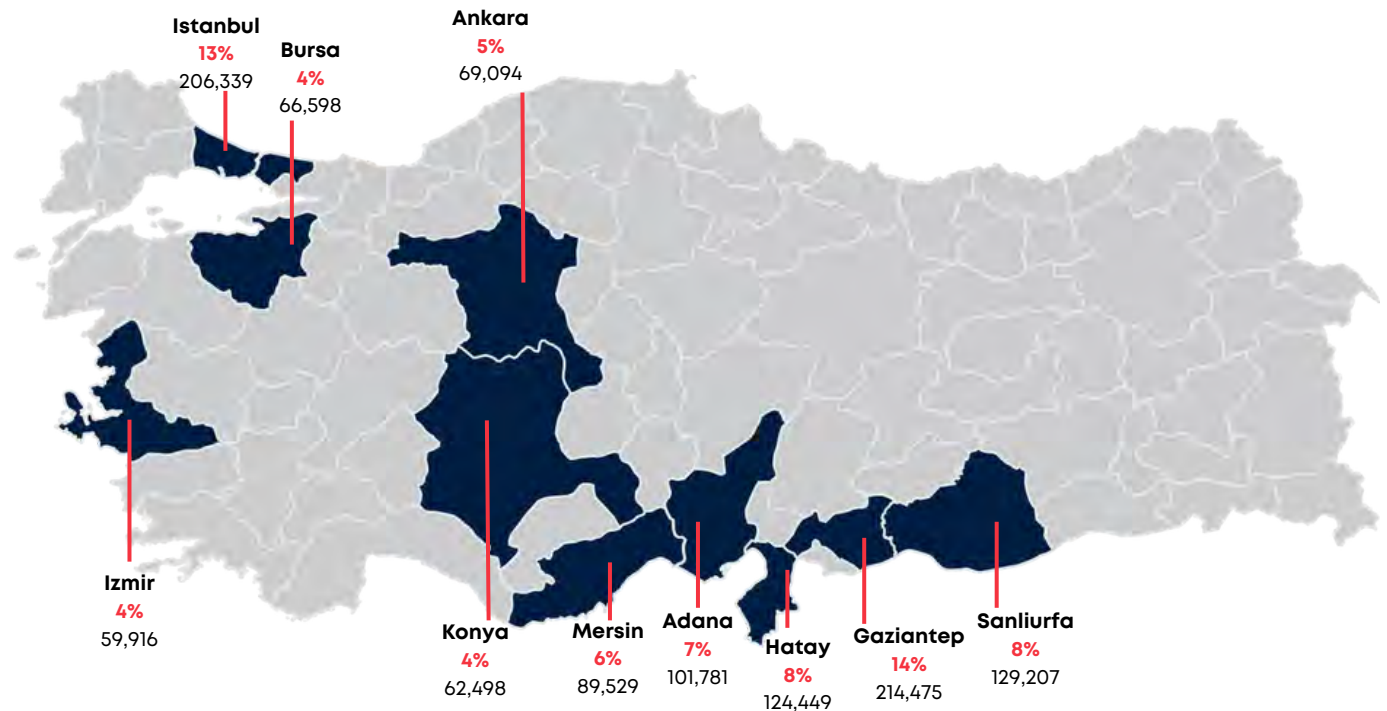 Istanbul
13%
206,339
Bursa
4%
66,598
Ankara
5%
69,094
Izmir
4%
59,916
Konya
4%
62,498
Mersin
6%
89,529
Adana
7%
101,781
Hatay
8%
124,449
Gaziantep
14%
214,475
Sanliurfa
8%
129,207